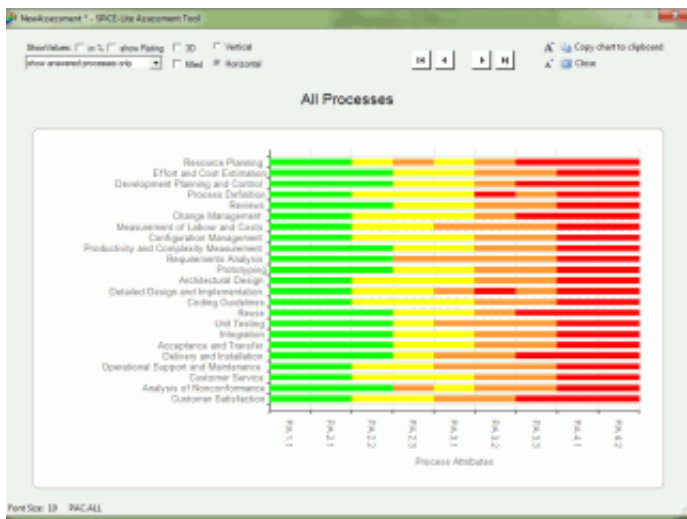 NewAssessment * - SPICE-Lite Assessment Tool
Show Values: in % show Rating 3D Vertical
show answered processes only filled Horizontal
Copy chart to clipboard
Close
All Processes
Resource Planning
Effort and Cost Estimation
Development Planning and Control
Process Definition
Reviews
Change Management
Measurement of Labour and Costs
Configuration Management
Productivity and Complexity Measurement
Requirements Analysis
Prototyping
Architectural Design
Detailed Design and Implementation
Coding Guidelines
Reuse
Unit Testing
Integration
Acceptance and Transfer
Delivery and Installation
Operational Support and Maintenance
Customer Service
Analysis of Nonconformance
Customer Satisfaction
PA.1.1 PA.2.1 PA.2.2 PA.2.3 PA.3.1 PA.3.2 PA.3.3 PA.4.1 PA.4.2
Process Attributes
Font Size: 10 PAC:ALL